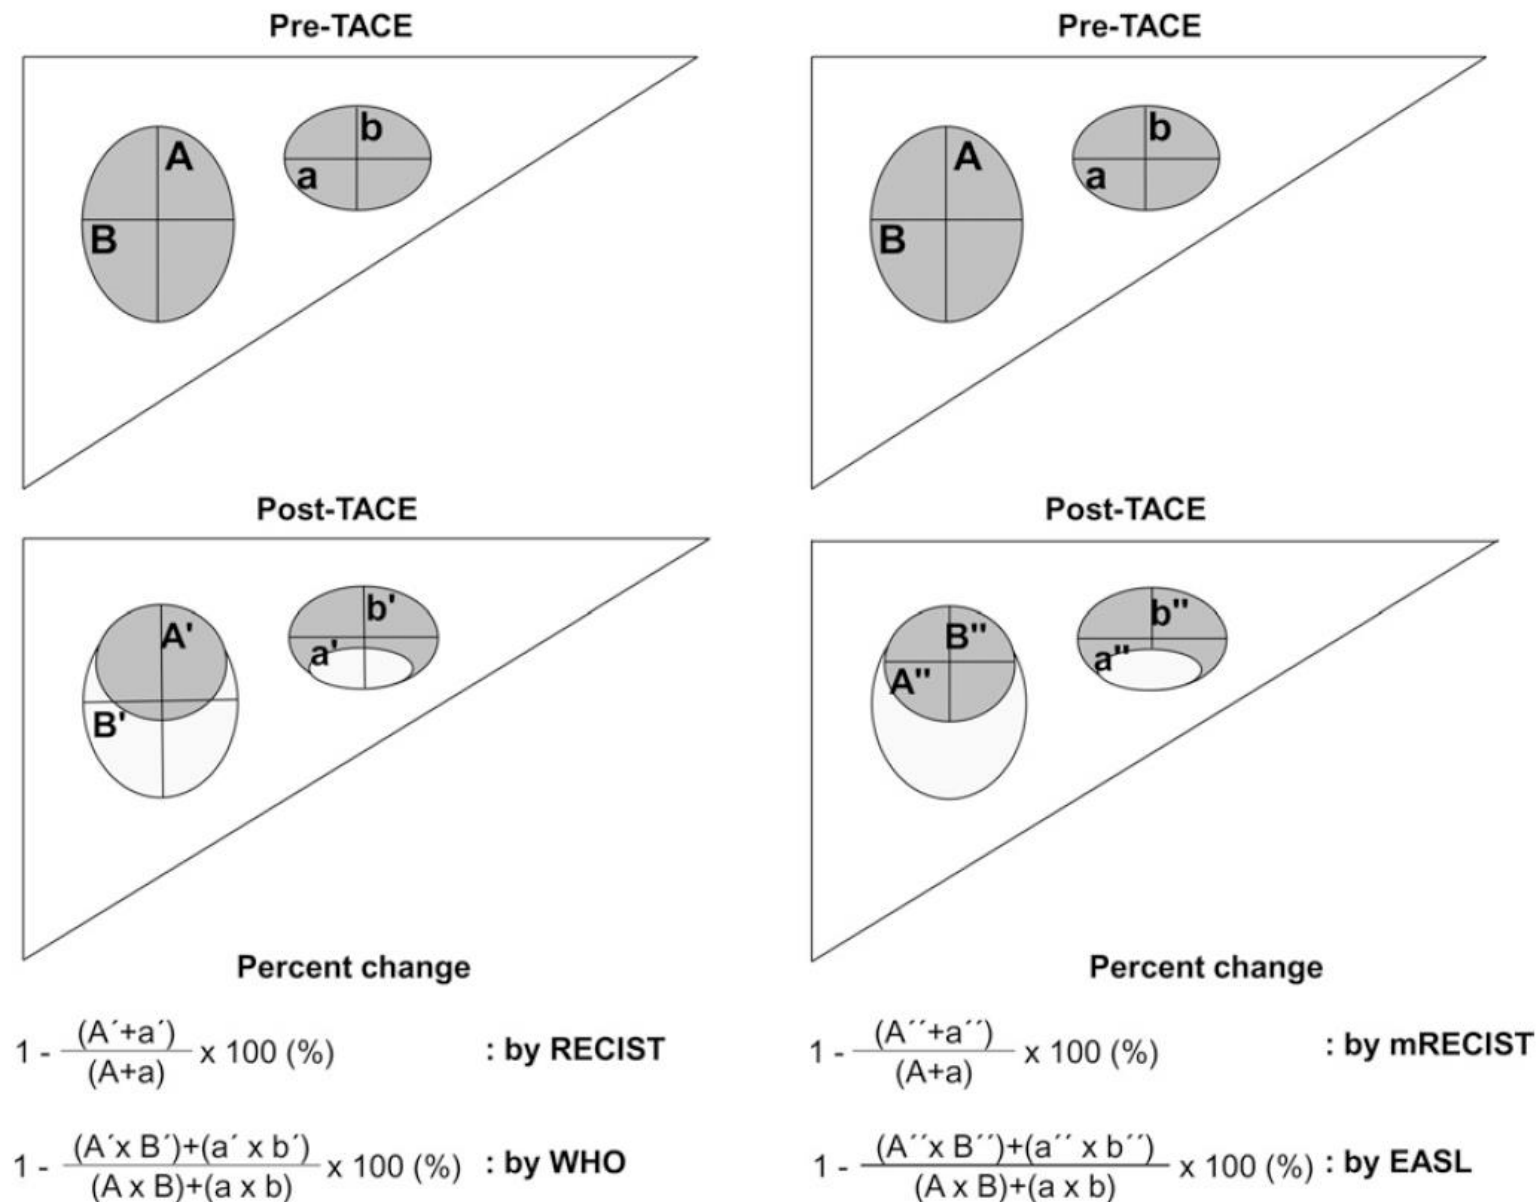 Pre-TACE
A
B
b
a
Pre-TACE
A
B
b
a
Post-TACE
A'
B'
b'
a'
Post-TACE
B''
A''
b''
a''
Percent change
1 - (A´+a´) / (A+a) x 100 (%) : by RECIST
1 - (A´x B´)+(a´ x b´) / (A x B)+(a x b) x 100 (%) : by WHO
Percent change
1 - (A´´+a´´) / (A+a) x 100 (%) : by mRECIST
1 - (A´´x B´´)+(a´´ x b´´) / (A x B)+(a x b) x 100 (%) : by EASL